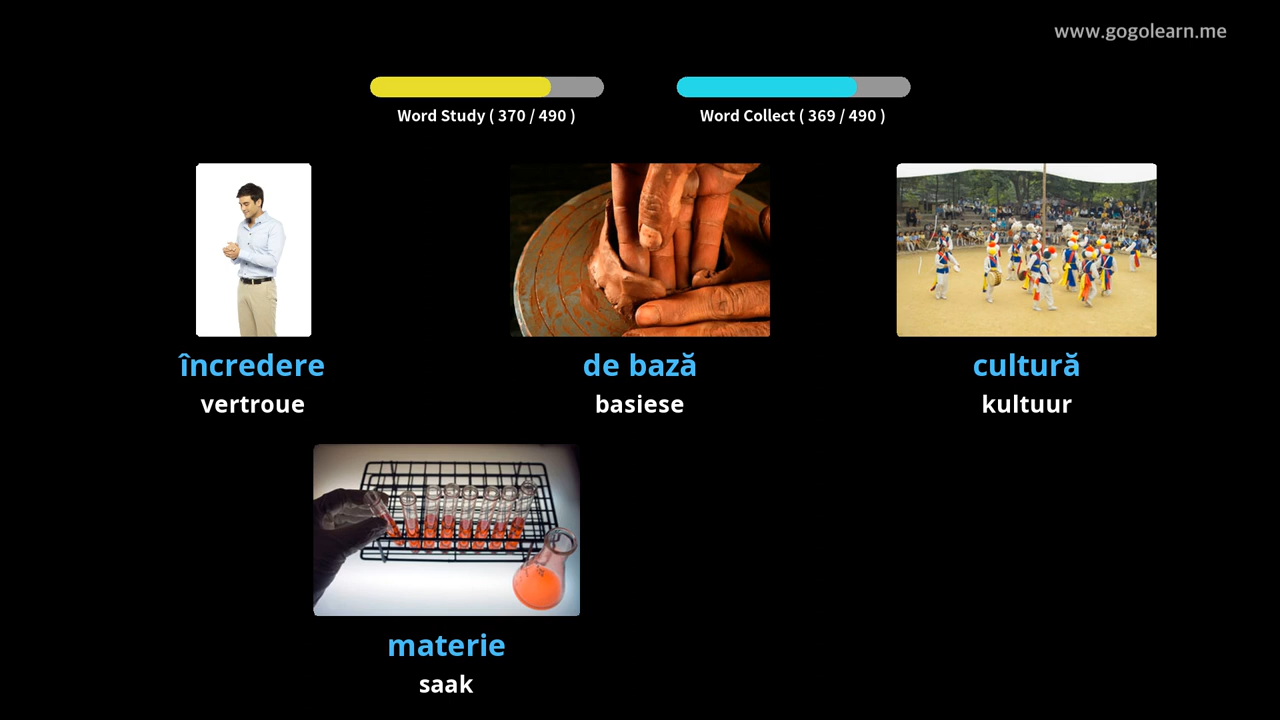 www.gogolearn.me
Word Study ( 370 / 490 )
Word Collect ( 369 / 490 )
încredere
vertroue
de bază
basiese
cultură
kultuur
materie
saak